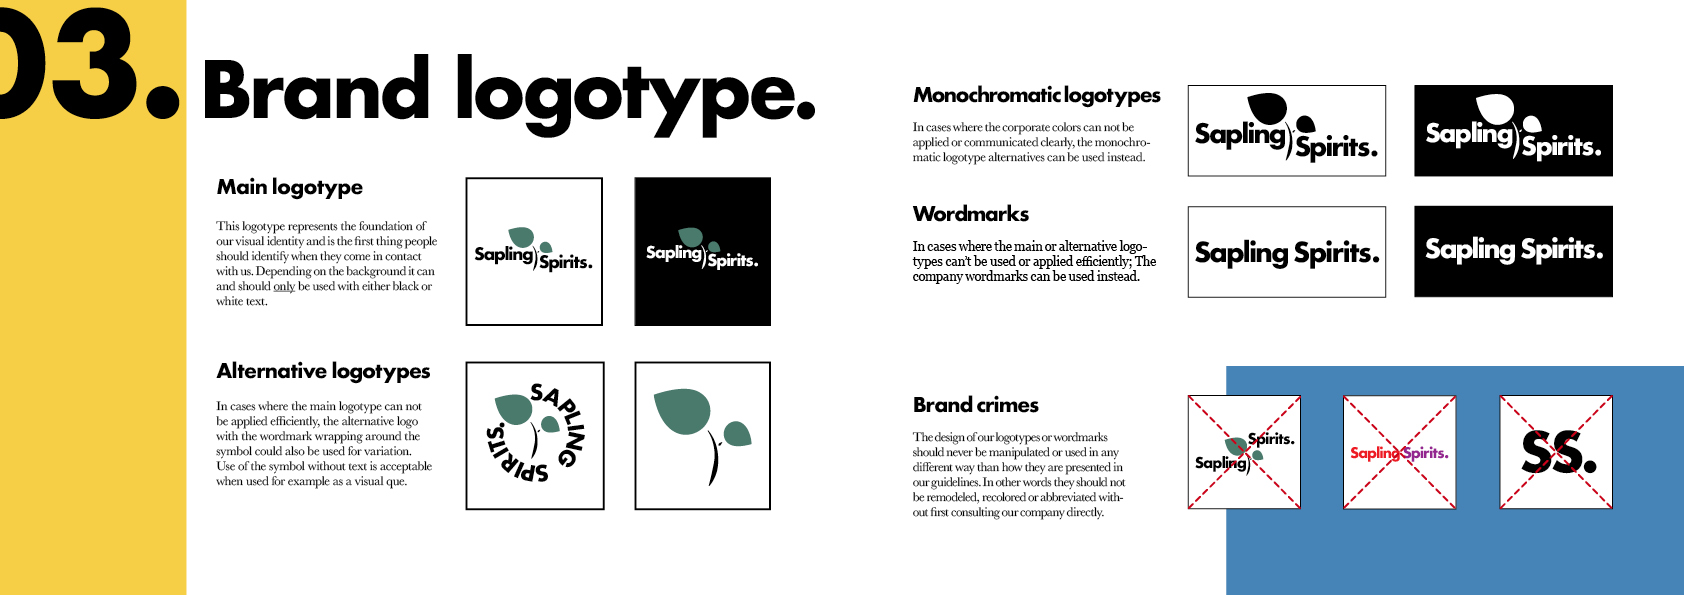 03.
Brand logotype.
Main logotype
This logotype represents the foundation of
our visual identity and is the first thing people
should identify when they come in contact
with us. Depending on the background it can
and should only be used with either black or
white text.
Sapling Spirits.
Sapling Spirits.
Alternative logotypes
In cases where the main logotype can not
be applied efficiently, the alternative logo
with the wordmark wrapping around the
symbol could also be used for variation.
Use of the symbol without text is acceptable
when used for example as a visual que.
SAPLING SPIRITS.
Monochromatic logotypes
In cases where the corporate colors can not be
applied or communicated clearly, the monochro-
matic logotype alternatives can be used instead.
Sapling Spirits.
Sapling Spirits.
Wordmarks
In cases where the main or alternative logo-
types can't be used or applied efficiently; The
company wordmarks can be used instead.
Sapling Spirits.
Sapling Spirits.
Brand crimes
The design of our logotypes or wordmarks
should never be manipulated or used in any
different way than how they are presented in
our guidelines. In other words they should not
be remodeled, recolored or abbreviated with-
out first consulting our company directly.
Spirits.
Sapling
Sapling Spirits.
SS.